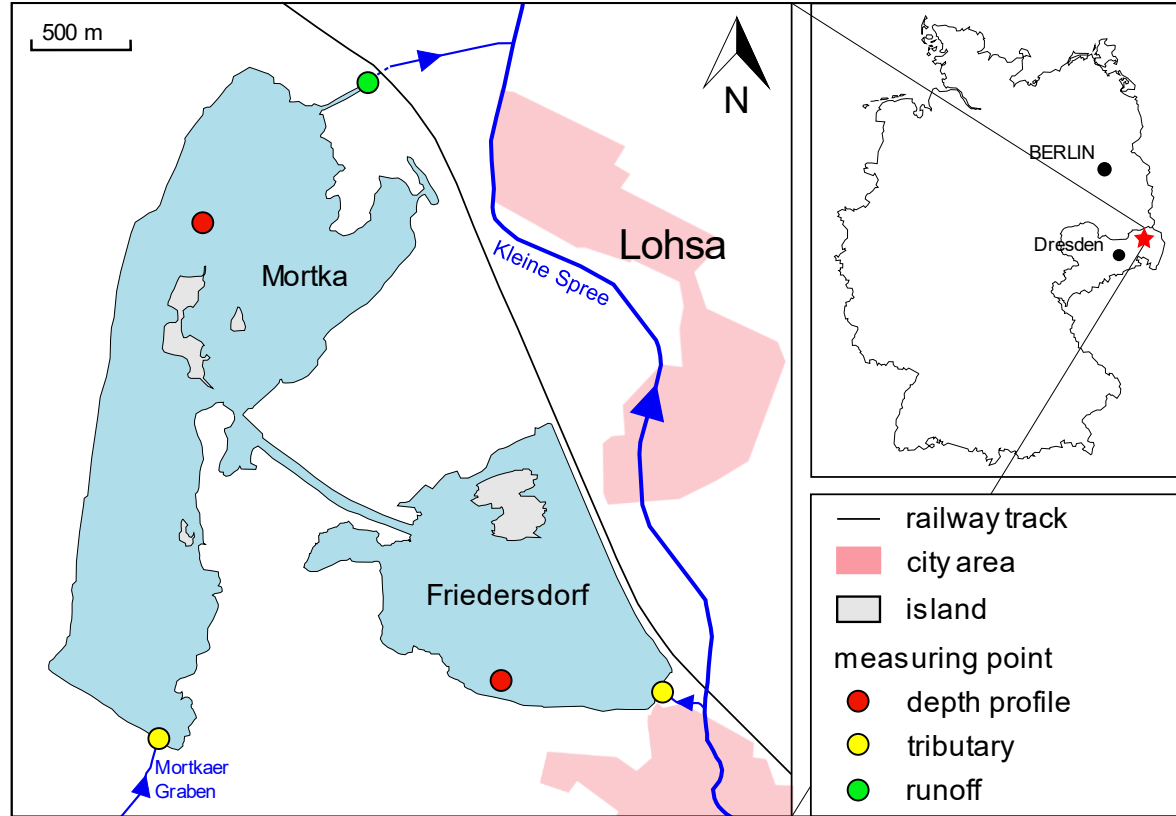 500 m
N
Mortka
Lohsa
Kleine Spree
Friedersdorf
Mortkaer
Graben
BERLIN
Dresden
railway track
city area
island
measuring point
depth profile
tributary
runoff